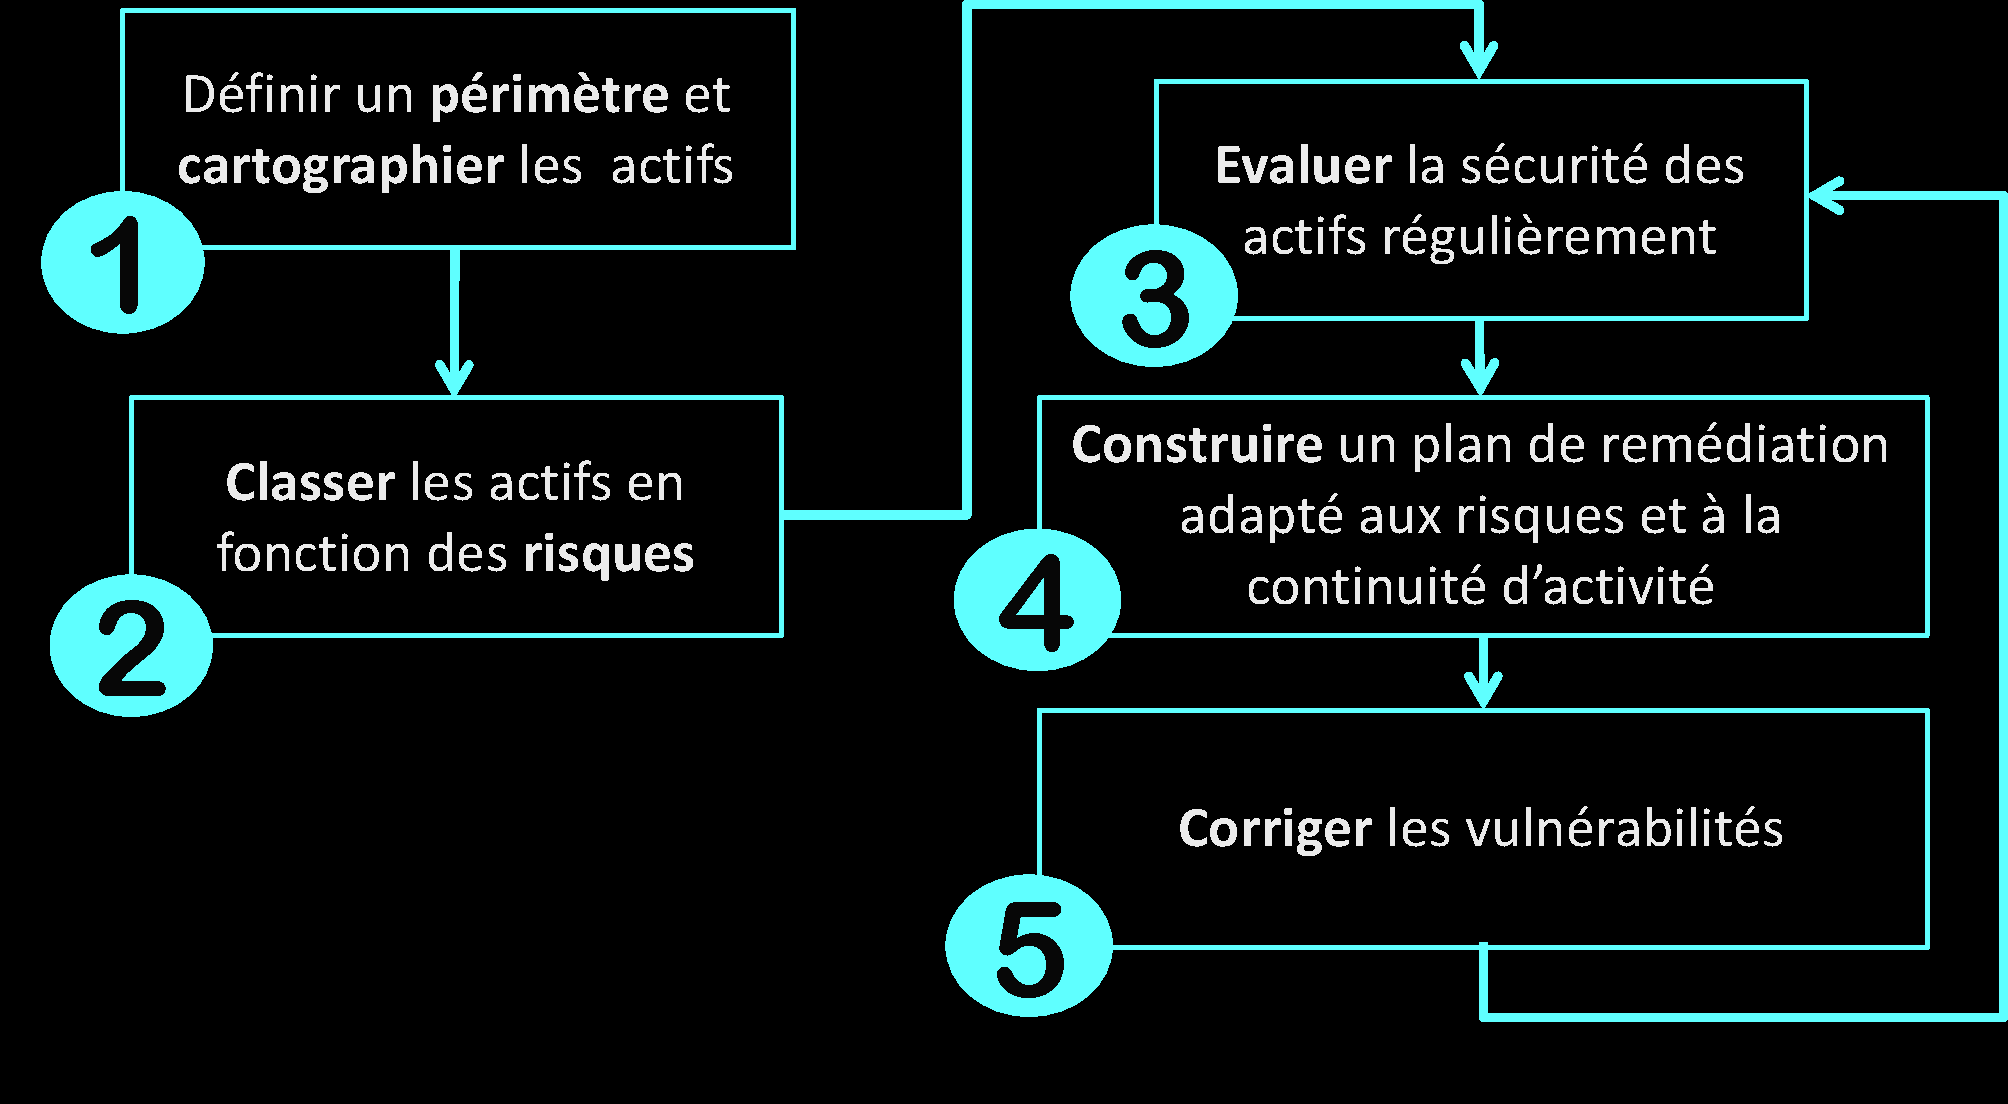 Définir un périmètre et
cartographier les actifs
1
Classer les actifs en
fonction des risques
2
Evaluer la sécurité des
actifs régulièrement
3
Construire un plan de remédiation
adapté aux risques et à la
continuité d’activité
4
Corriger les vulnérabilités
5